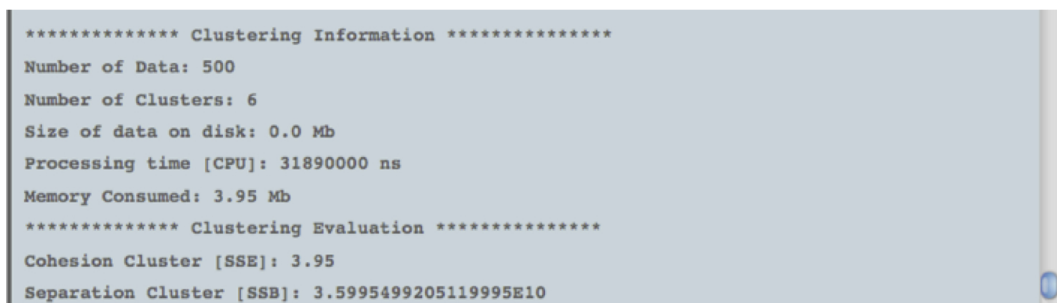 ************** Clustering Information ***************
Number of Data: 500
Number of Clusters: 6
Size of data on disk: 0.0 Mb
Processing time [CPU]: 31890000 ns
Memory Consumed: 3.95 Mb
************** Clustering Evaluation ***************
Cohesion Cluster [SSE]: 3.95
Separation Cluster [SSB]: 3.5995499205119995E10